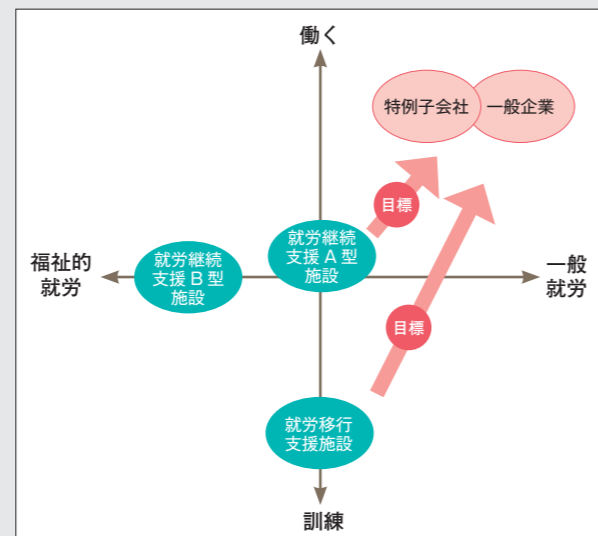 働く
特例子会社
一般企業
目標
就労継続
支援A型
施設
福祉的
就労
就労継続
支援B型
施設
一般
就労
目標
就労移行
支援施設
訓練